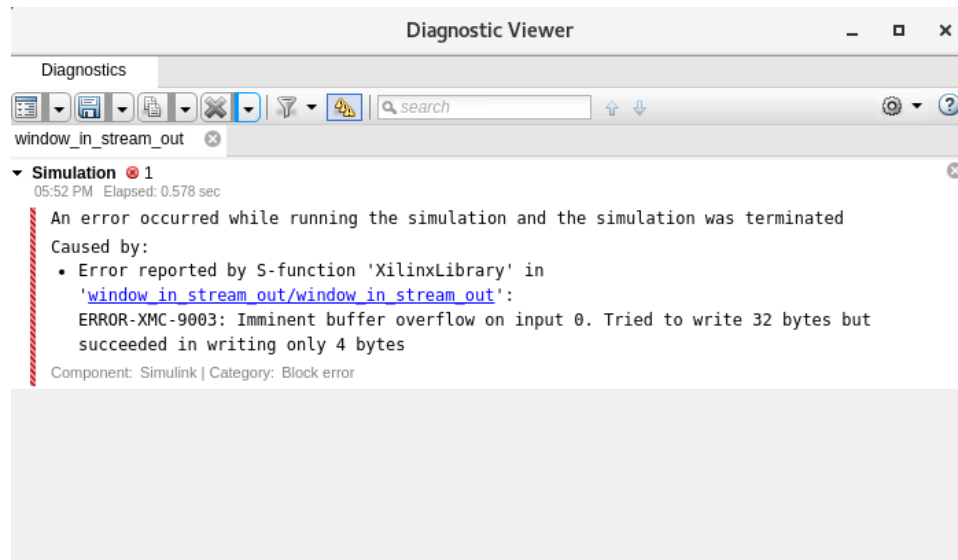 Diagnostic Viewer
Diagnostics
search
window_in_stream_out
Simulation 1
05:52 PM Elapsed: 0.578 sec
An error occurred while running the simulation and the simulation was terminated
Caused by:
• Error reported by S-function 'XilinxLibrary' in
'window_in_stream_out/window_in_stream_out':
ERROR-XMC-9003: Imminent buffer overflow on input 0. Tried to write 32 bytes but
succeeded in writing only 4 bytes
Component: Simulink | Category: Block error